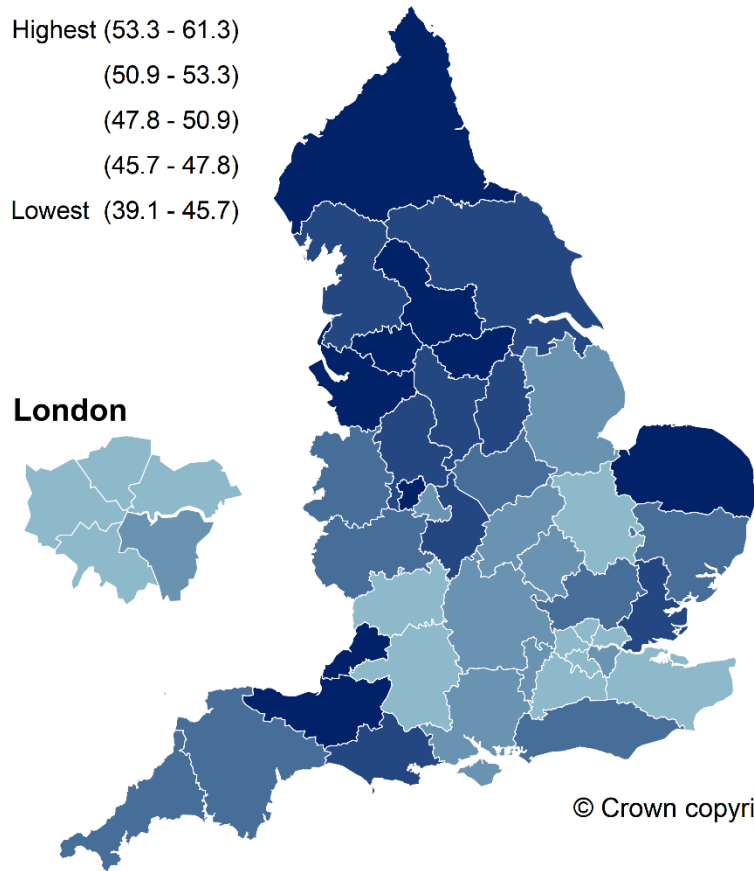 Highest (53.3 - 61.3)
(50.9 - 53.3)
(47.8 - 50.9)
(45.7 - 47.8)
Lowest (39.1 - 45.7)
London
© Crown copyri